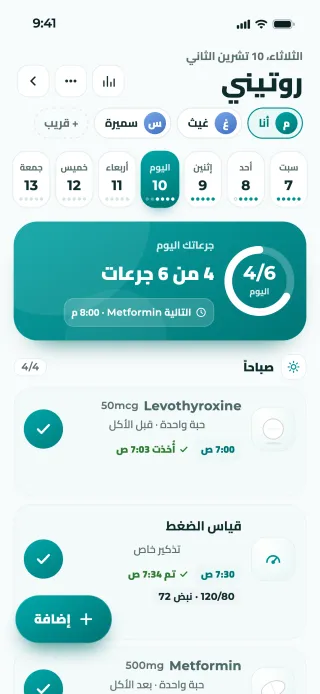 9:41
الثلاثاء، 10 تشرين الثاني
روتيني
م أنا
غ غيث
س سميرة
+ قريب
سبت 7
أحد 8
إثنين 9
اليوم 10
أربعاء 11
خميس 12
جمعة 13
جرعاتك اليوم
4 من 6 جرعات
4/6
اليوم
التالية Metformin · 8:00 م
صباحاً
4/4
Levothyroxine 50mcg
حبة واحدة · قبل الأكل
7:00 ص ✓ أُخذت 7:03 ص
قياس الضغط
تذكير خاص
7:30 ص ✓ تم 7:34 ص
120/80 · نبض 72
+ إضافة
Metformin 500mg
حبة واحدة · بعد الأكل